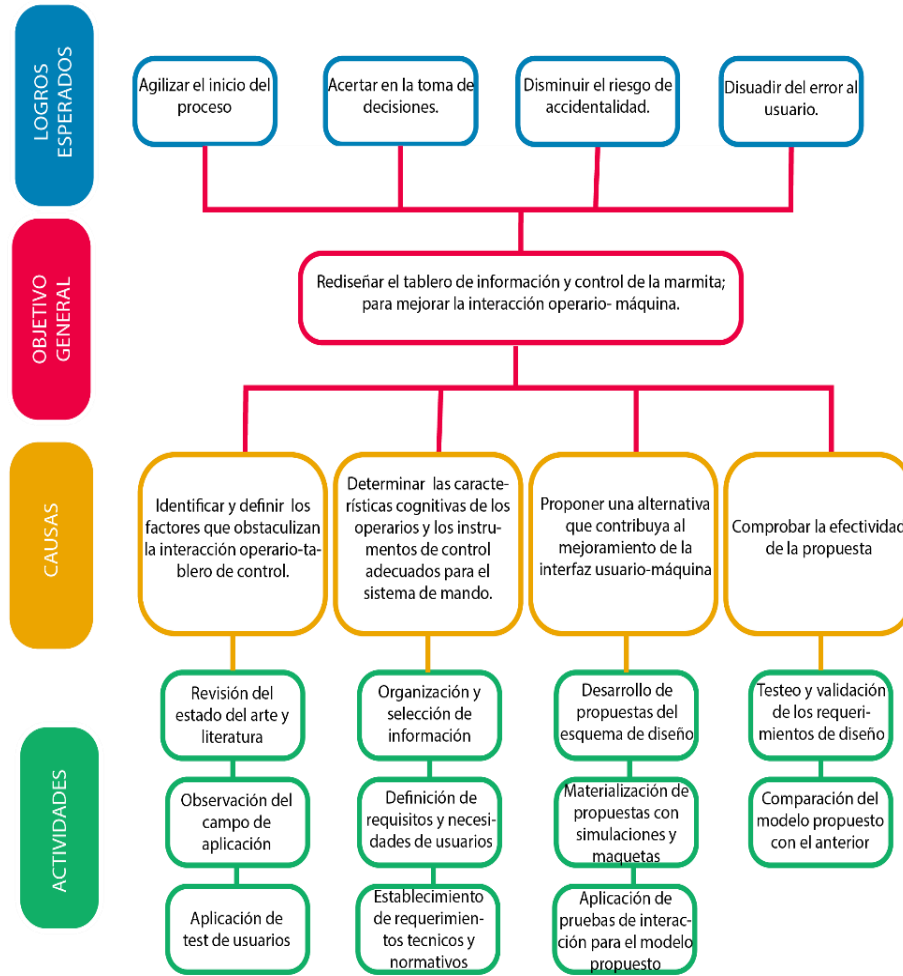 LOGROS
ESPERADOS
Agilizar el inicio del
proceso
Acertar en la toma de
decisiones.
Disminuir el riesgo de
accidentalidad.
Disuadir del error al
usuario.
OBJETIVO
GENERAL
Rediseñar el tablero de información y control de la marmita;
para mejorar la interacción operario- máquina.
CAUSAS
Identificar y definir los
factores que obstaculizan
la interacción operario-ta-
blero de control.
Determinar las caracte-
rísticas cognitivas de los
operarios y los instru-
mentos de control
adecuados para el
sistema de mando.
Proponer una alternativa
que contribuya al
mejoramiento de la
interfaz usuario-máquina
Comprobar la efectividad
de la propuesta
ACTIVIDADES
Revisión del
estado del arte y
literatura
Organización y
selección de
información
Desarrollo de
propuestas del
esquema de diseño
Testeo y validación
de los requeri-
mientos de diseño
Observación del
campo de
aplicación
Definición de
requisitos y necesi-
dades de usuarios
Materialización de
propuestas con
simulaciones y
maquetas
Comparación del
modelo propuesto
con el anterior
Aplicación de
test de usuarios
Establecimiento
de requerimien-
tos tecnicos y
normativos
Aplicación de
pruebas de interac-
ción para el modelo
propuesto